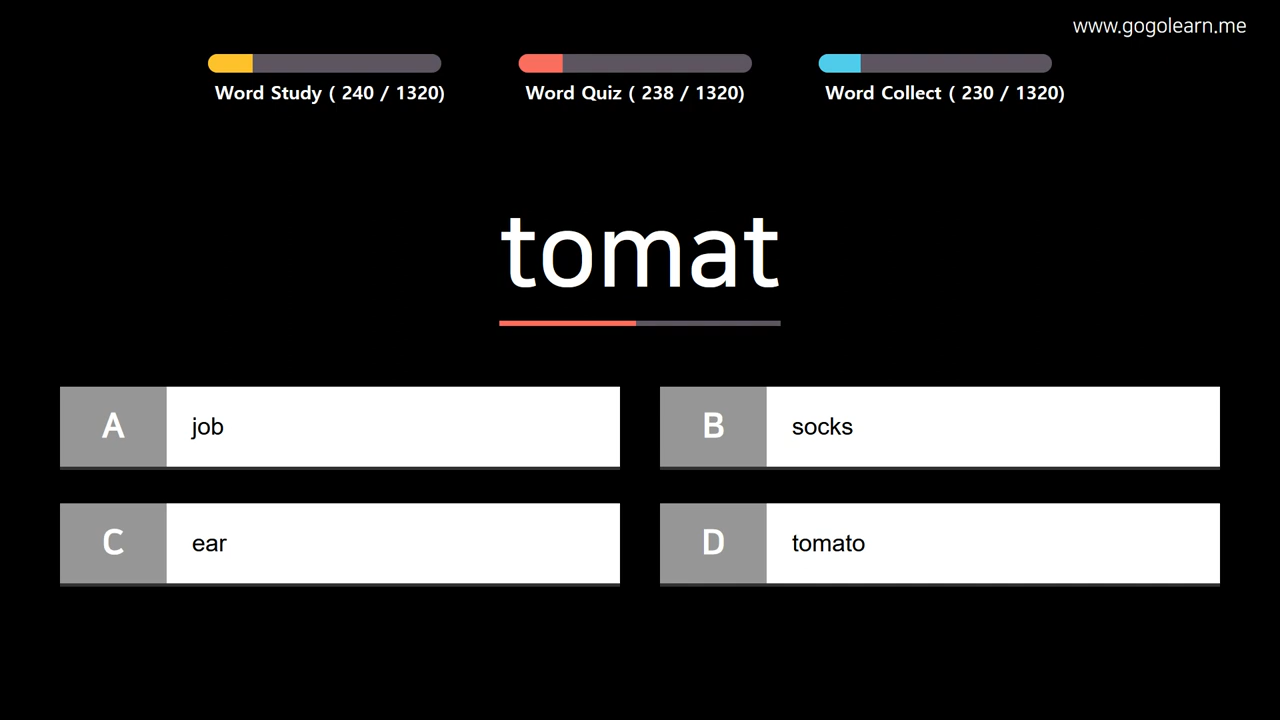 www.gogolearn.me
Word Study ( 240 / 1320)
Word Quiz ( 238 / 1320)
Word Collect ( 230 / 1320)
tomat
A job
B socks
C ear
D tomato